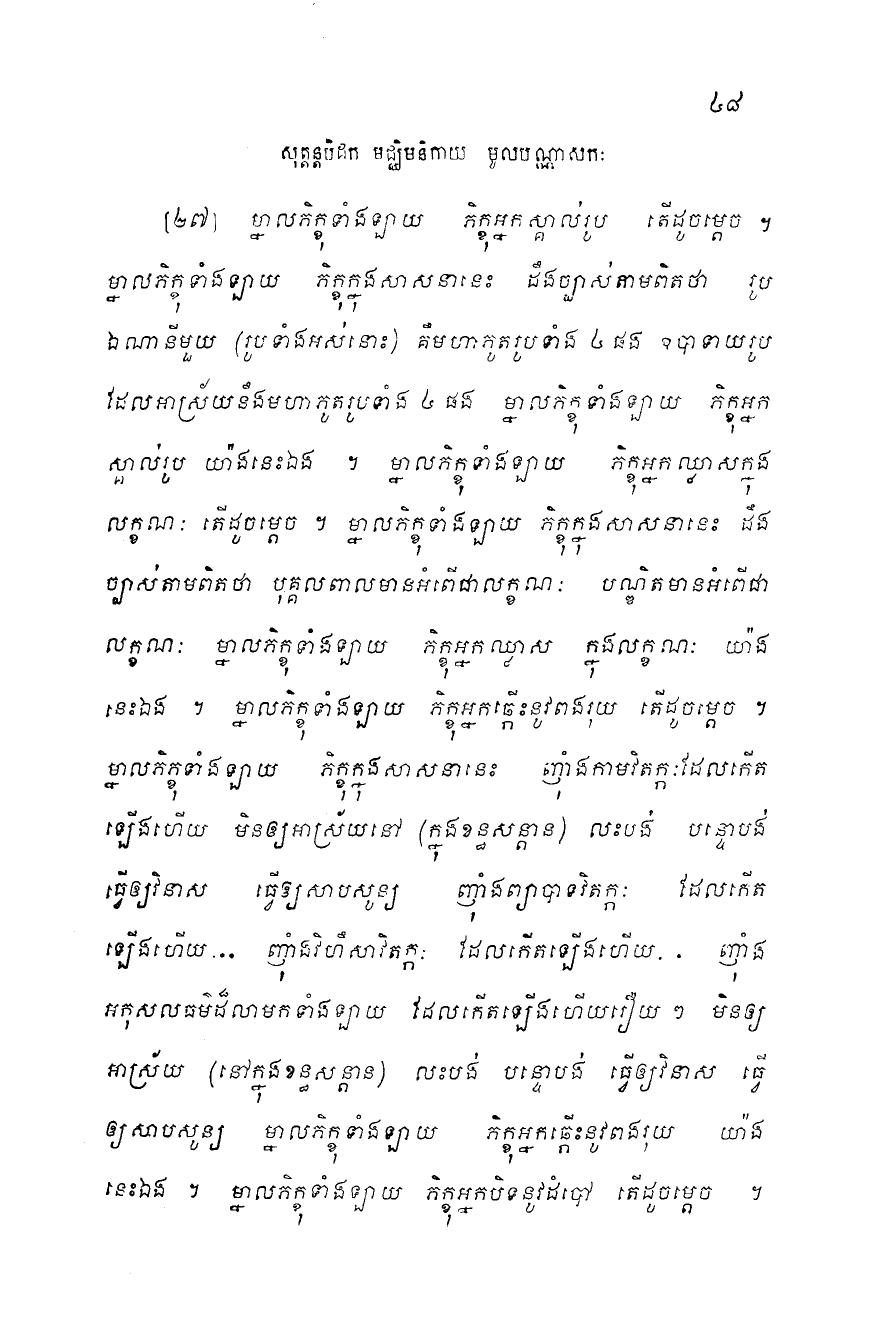 ៤៨
សុត្តន្តបិដក មជ្ឈិមនិកាយ មូលបណ្ណាសកៈ
[៤៧] ម្នាលភិក្ខុទាំងឡាយ ភិក្ខុអ្នកស្គាល់រូប តើដូចម្តេច ។
ម្នាលភិក្ខុទាំងឡាយ ភិក្ខុក្នុងសាសនានេះ ដឹងច្បាស់តាមពិតថា រូប
ឯណានីមួយ (រូបទាំងអស់នោះ) គឺមហាភូតរូបទាំង ៤ ផង ឧបាទាយរូប
ដែលអាស្រ័យនឹងមហាភូតរូបទាំង ៤ ផង ម្នាលភិក្ខុទាំងឡាយ ភិក្ខុអ្នក
ស្គាល់រូប យ៉ាងនេះឯង ។ ម្នាលភិក្ខុទាំងឡាយ ភិក្ខុអ្នកឈ្លាសក្នុង
លក្ខណៈ តើដូចម្តេច ។ ម្នាលភិក្ខុទាំងឡាយ ភិក្ខុក្នុងសាសនានេះ ដឹង
ច្បាស់តាមពិតថា បុគ្គលពាលមានអំពើជាលក្ខណៈ បណ្ឌិតមានអំពើជា
លក្ខណៈ ម្នាលភិក្ខុទាំងឡាយ ភិក្ខុអ្នកឈ្លាស ក្នុងលក្ខណៈ យ៉ាង
នេះឯង ។ ម្នាលភិក្ខុទាំងឡាយ ភិក្ខុអ្នកឆ្កើះនូវពងរុយ តើដូចម្តេច ។
ម្នាលភិក្ខុទាំងឡាយ ភិក្ខុក្នុងសាសនានេះ ញុំាងកាមវិតក្កៈដែលកើត
ឡើងហើយ មិនឲ្យអាស្រ័យនៅ (ក្នុងខន្ធសន្តាន) លះបង់ បន្ទោបង់
ធ្វើឲ្យវិនាស ធ្វើឲ្យសាបសូន្យ ញុំាងព្យាបាទវិតក្កៈ ដែលកើត
ឡើងហើយ... ញុំាងវិហឹសាវិតក្កៈ ដែលកើតឡើងហើយ. . ញុំាង
អកុសលធម៌ដ៏លាមកទាំងឡាយ ដែលកើតឡើងហើយរឿយ ៗ មិនឲ្យ
អាស្រ័យ (នៅក្នុងខន្ធសន្តាន) លះបង់ បន្ទោបង់ ធ្វើឲ្យវិនាស ធ្វើ
ឲ្យសាបសូន្យ ម្នាលភិក្ខុទាំងឡាយ ភិក្ខុអ្នកឆ្កើះនូវពងរុយ យ៉ាង
នេះឯង ។ ម្នាលភិក្ខុទាំងឡាយ ភិក្ខុអ្នកបិទនូវដំបៅ តើដូចម្តេច ។